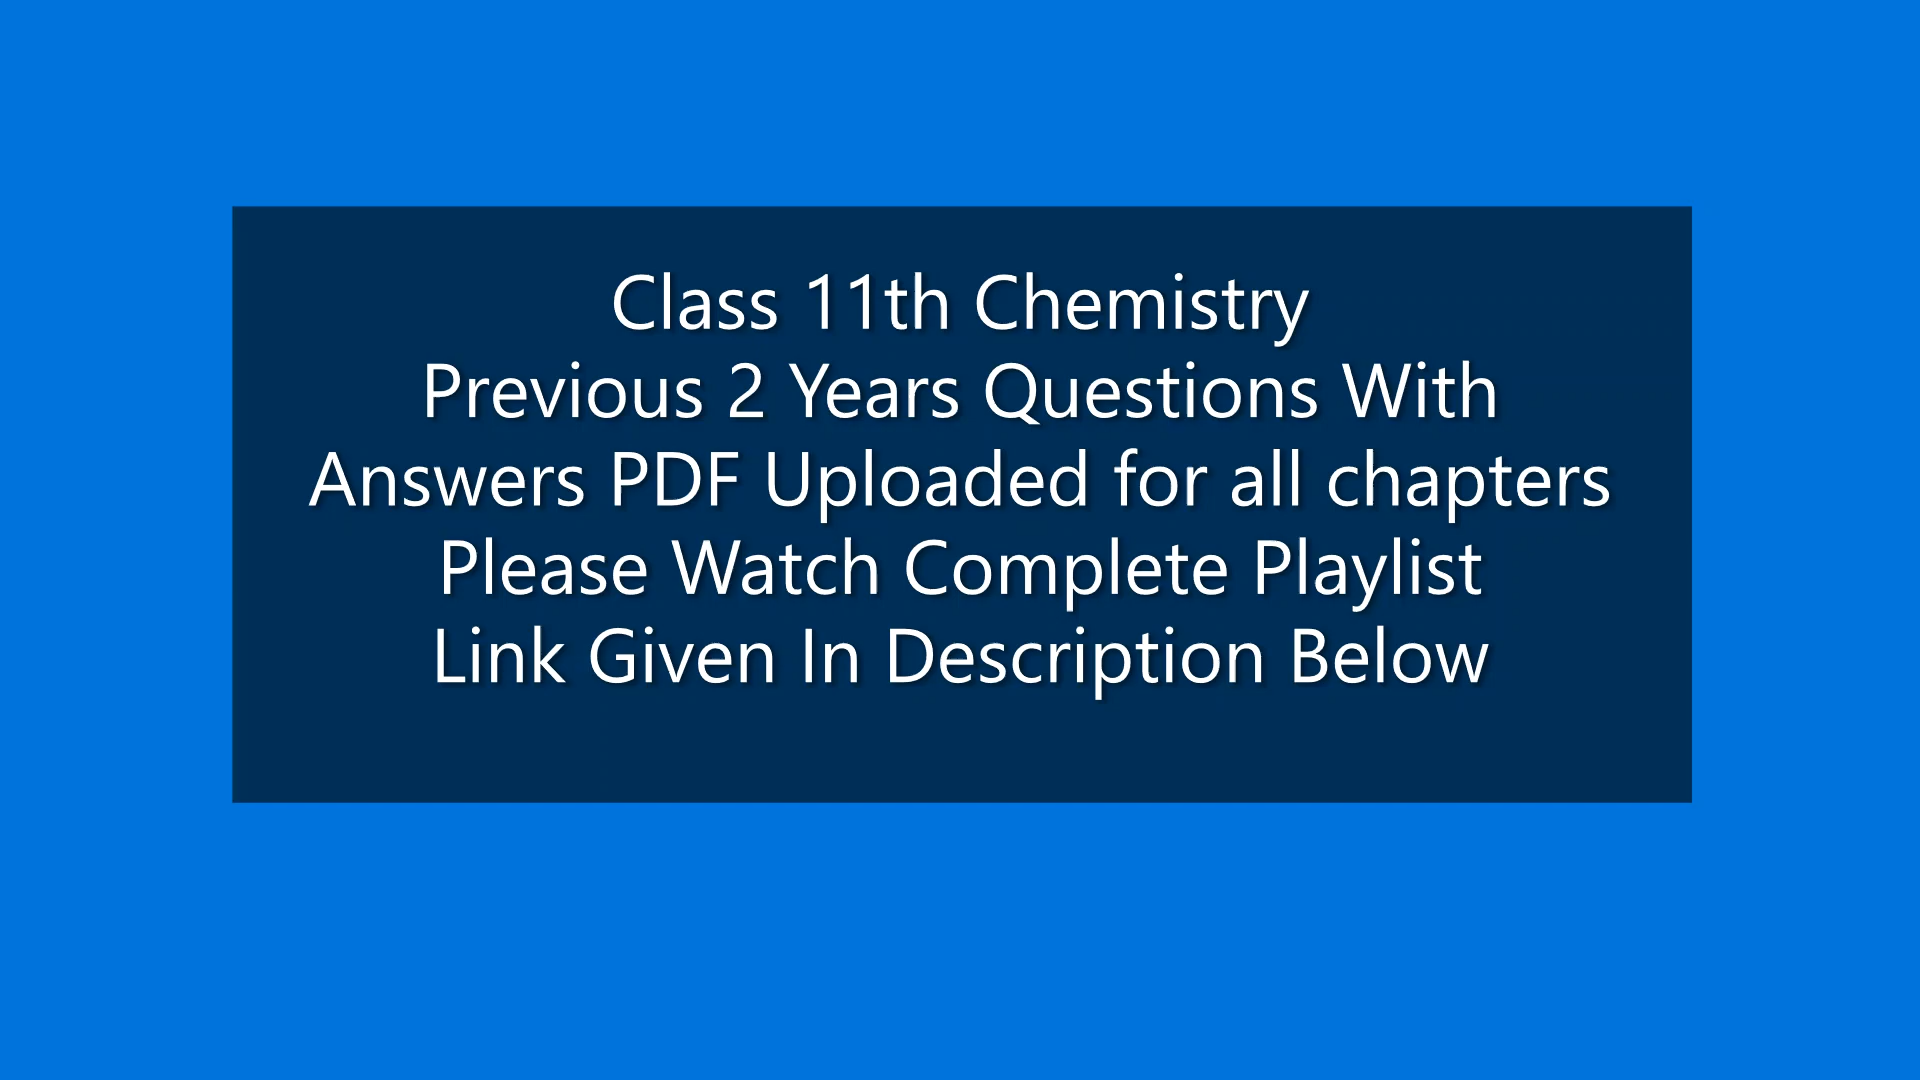 Class 11th Chemistry
Previous 2 Years Questions With
Answers PDF Uploaded for all chapters
Please Watch Complete Playlist
Link Given In Description Below